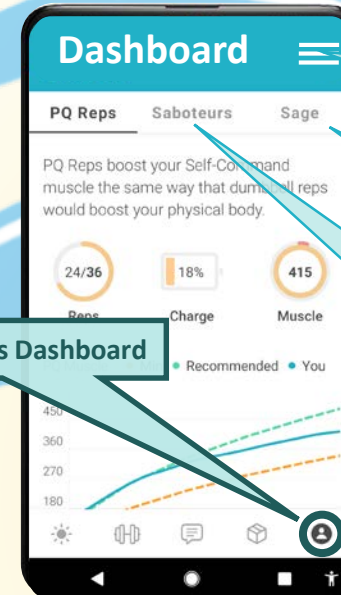 Dashboard
PQ Reps Saboteurs Sage
PQ Reps boost your Self-Command
muscle the same way that dumbbell reps
would boost your physical body.
24/36 18% 415
Reps Charge Muscle
s Dashboard
Recommended You
450
360
270
180